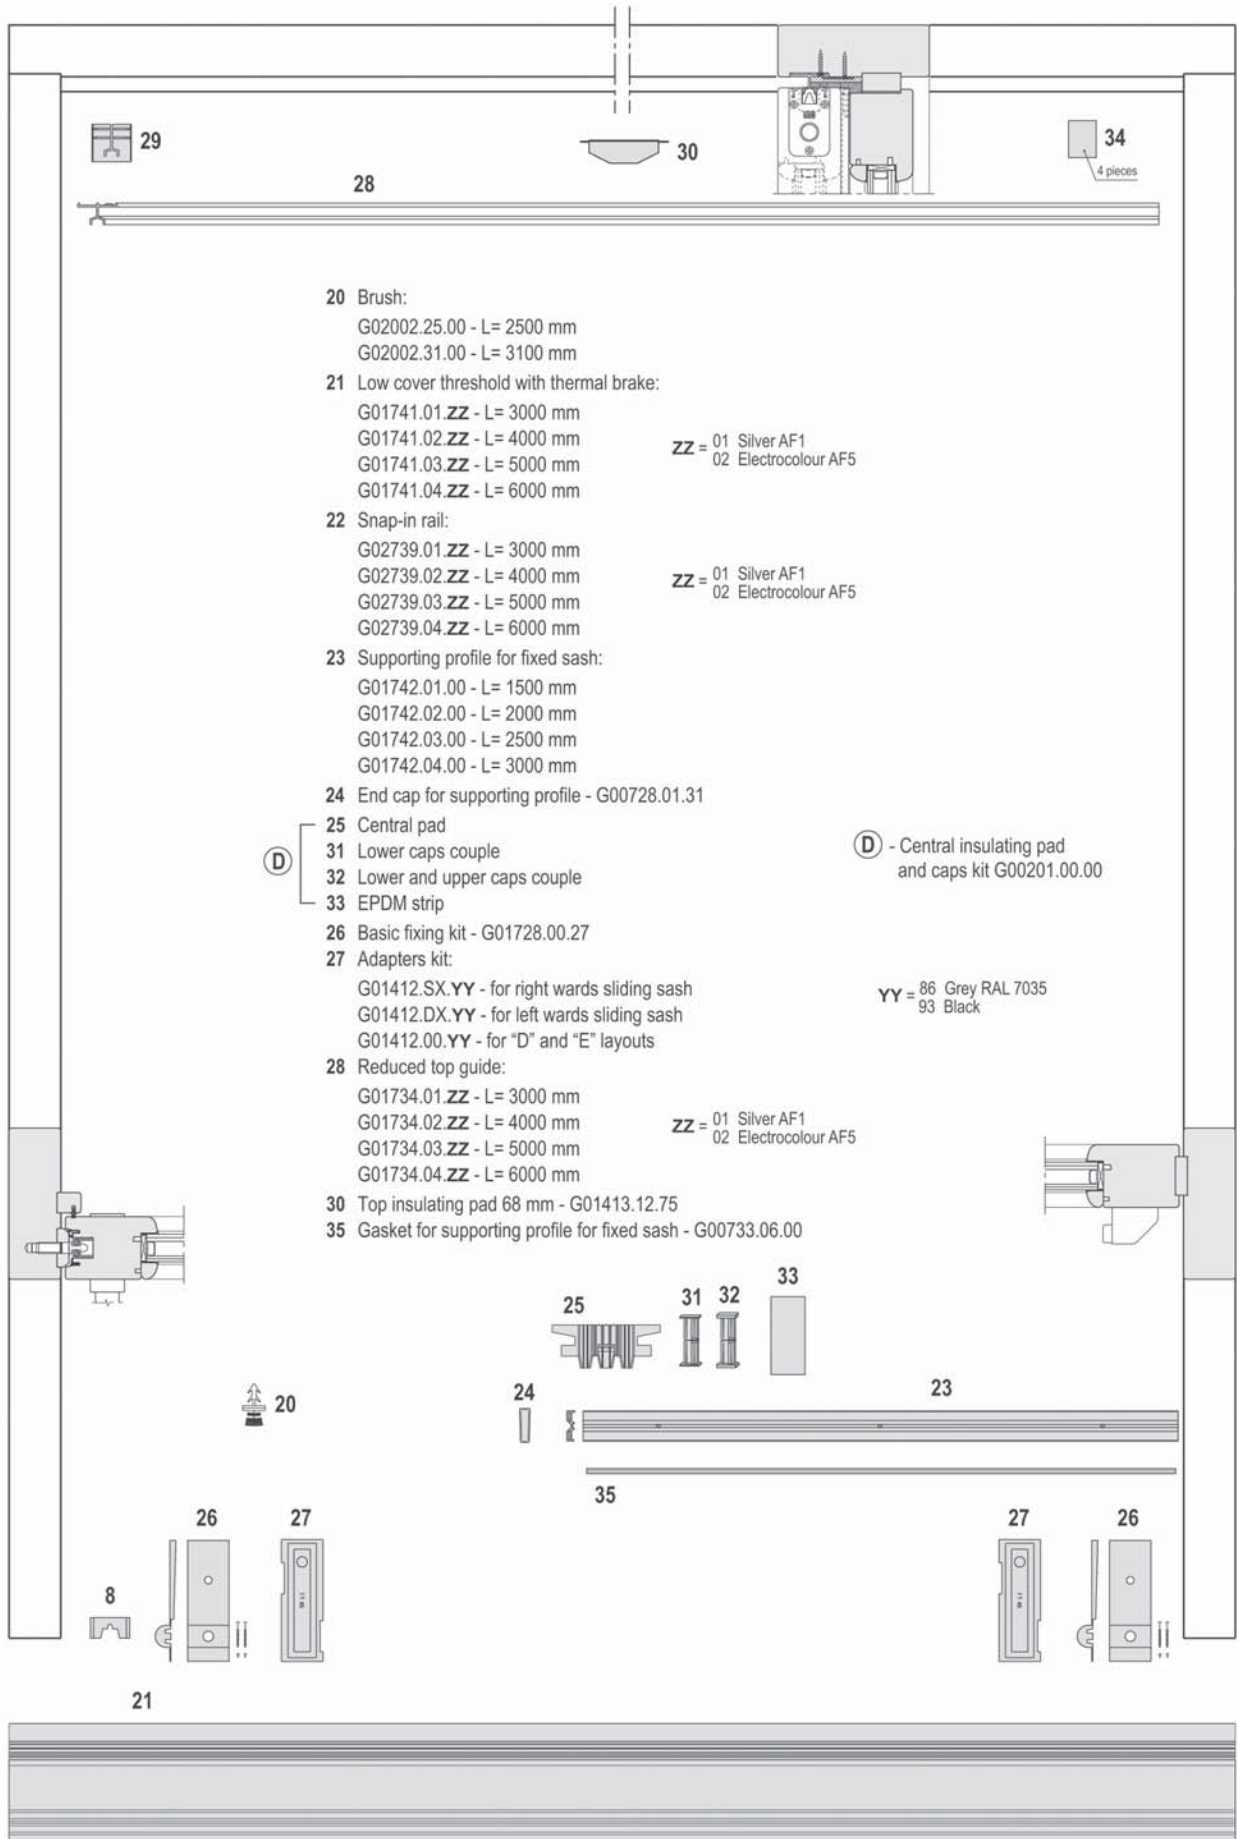 29
30
34
4 pieces
28
20 Brush:
G02002.25.00 - L= 2500 mm
G02002.31.00 - L= 3100 mm
21 Low cover threshold with thermal brake:
G01741.01.ZZ - L= 3000 mm
G01741.02.ZZ - L= 4000 mm
G01741.03.ZZ - L= 5000 mm
G01741.04.ZZ - L= 6000 mm
ZZ = 01 Silver AF1
02 Electrocolour AF5
22 Snap-in rail:
G02739.01.ZZ - L= 3000 mm
G02739.02.ZZ - L= 4000 mm
G02739.03.ZZ - L= 5000 mm
G02739.04.ZZ - L= 6000 mm
ZZ = 01 Silver AF1
02 Electrocolour AF5
23 Supporting profile for fixed sash:
G01742.01.00 - L= 1500 mm
G01742.02.00 - L= 2000 mm
G01742.03.00 - L= 2500 mm
G01742.04.00 - L= 3000 mm
24 End cap for supporting profile - G00728.01.31
25 Central pad
31 Lower caps couple
32 Lower and upper caps couple
33 EPDM strip
D
D - Central insulating pad
and caps kit G00201.00.00
26 Basic fixing kit - G01728.00.27
27 Adapters kit:
G01412.SX.YY - for right wards sliding sash
G01412.DX.YY - for left wards sliding sash
G01412.00.YY - for “D” and “E” layouts
YY = 86 Grey RAL 7035
93 Black
28 Reduced top guide:
G01734.01.ZZ - L= 3000 mm
G01734.02.ZZ - L= 4000 mm
G01734.03.ZZ - L= 5000 mm
G01734.04.ZZ - L= 6000 mm
ZZ = 01 Silver AF1
02 Electrocolour AF5
30 Top insulating pad 68 mm - G01413.12.75
35 Gasket for supporting profile for fixed sash - G00733.06.00
25
31
32
33
20
24
23
35
26
27
27
26
8
21